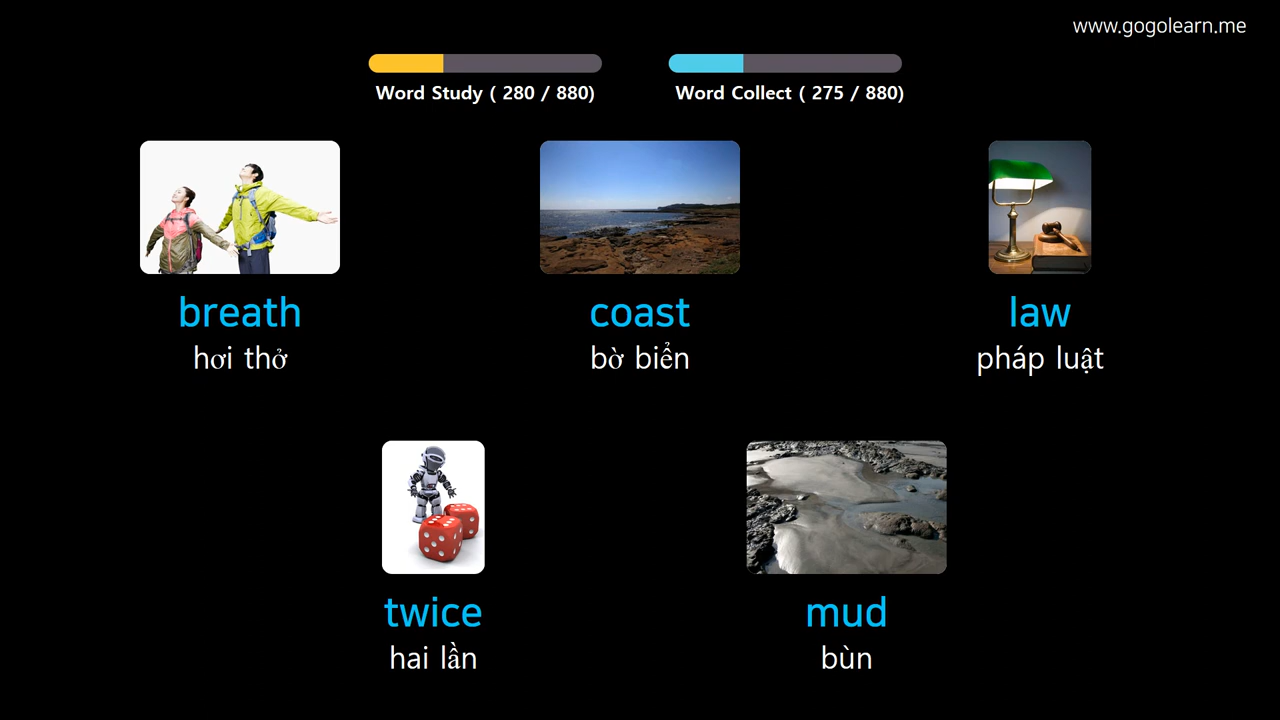 www.gogolearn.me
Word Study ( 280 / 880)
Word Collect ( 275 / 880)
breath
hơi thở
coast
bờ biển
law
pháp luật
twice
hai lần
mud
bùn